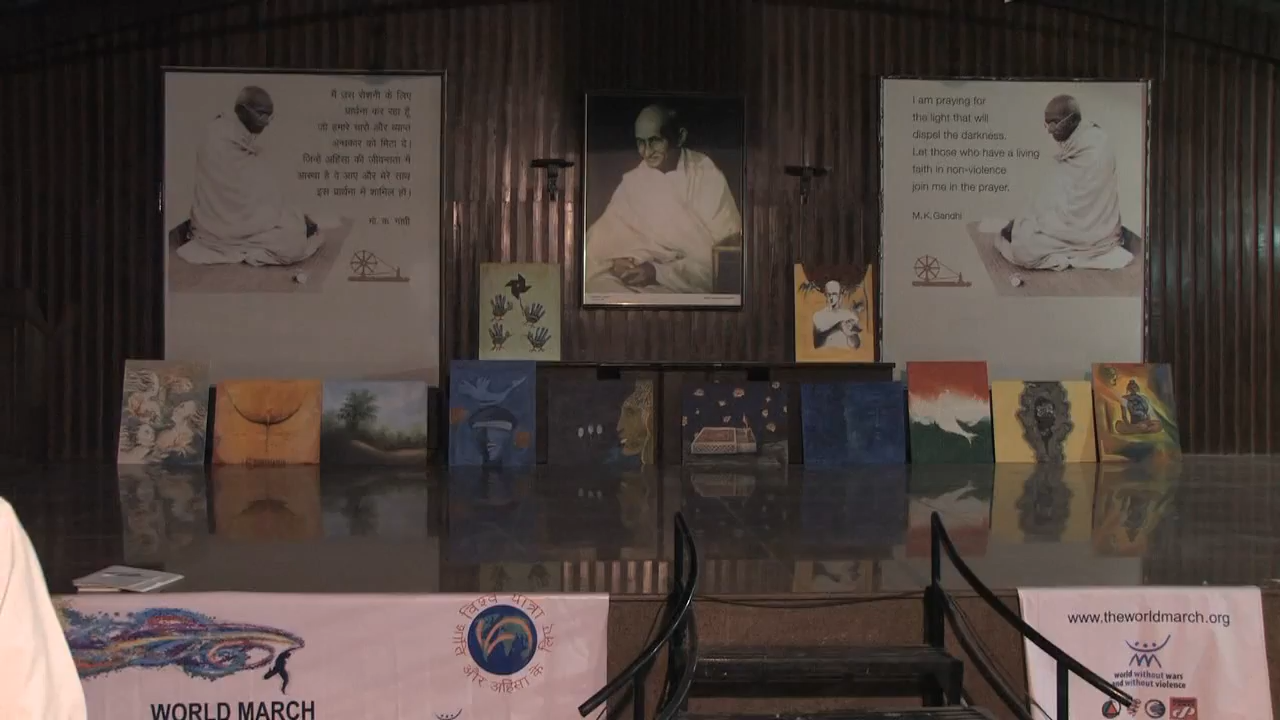 मैं उस रोशनी के लिए
प्रार्थना कर रहा हूँ
जो हमारे चारों ओर व्याप्त
अन्धकार को मिटा दे।
जिन्हें अहिंसा की जीवन्तता में
आस्था है वे आए और मेरे साथ
इस प्रार्थना में शामिल हों।
मो. क. गांधी
I am praying for
the light that will
dispel the darkness.
Let those who have a living
faith in non-violence
join me in the prayer.
M. K. Gandhi
विश्व यात्रा
शांति और अहिंसा के लिए
WORLD MARCH
www.theworldmarch.org
world without wars
and without violence